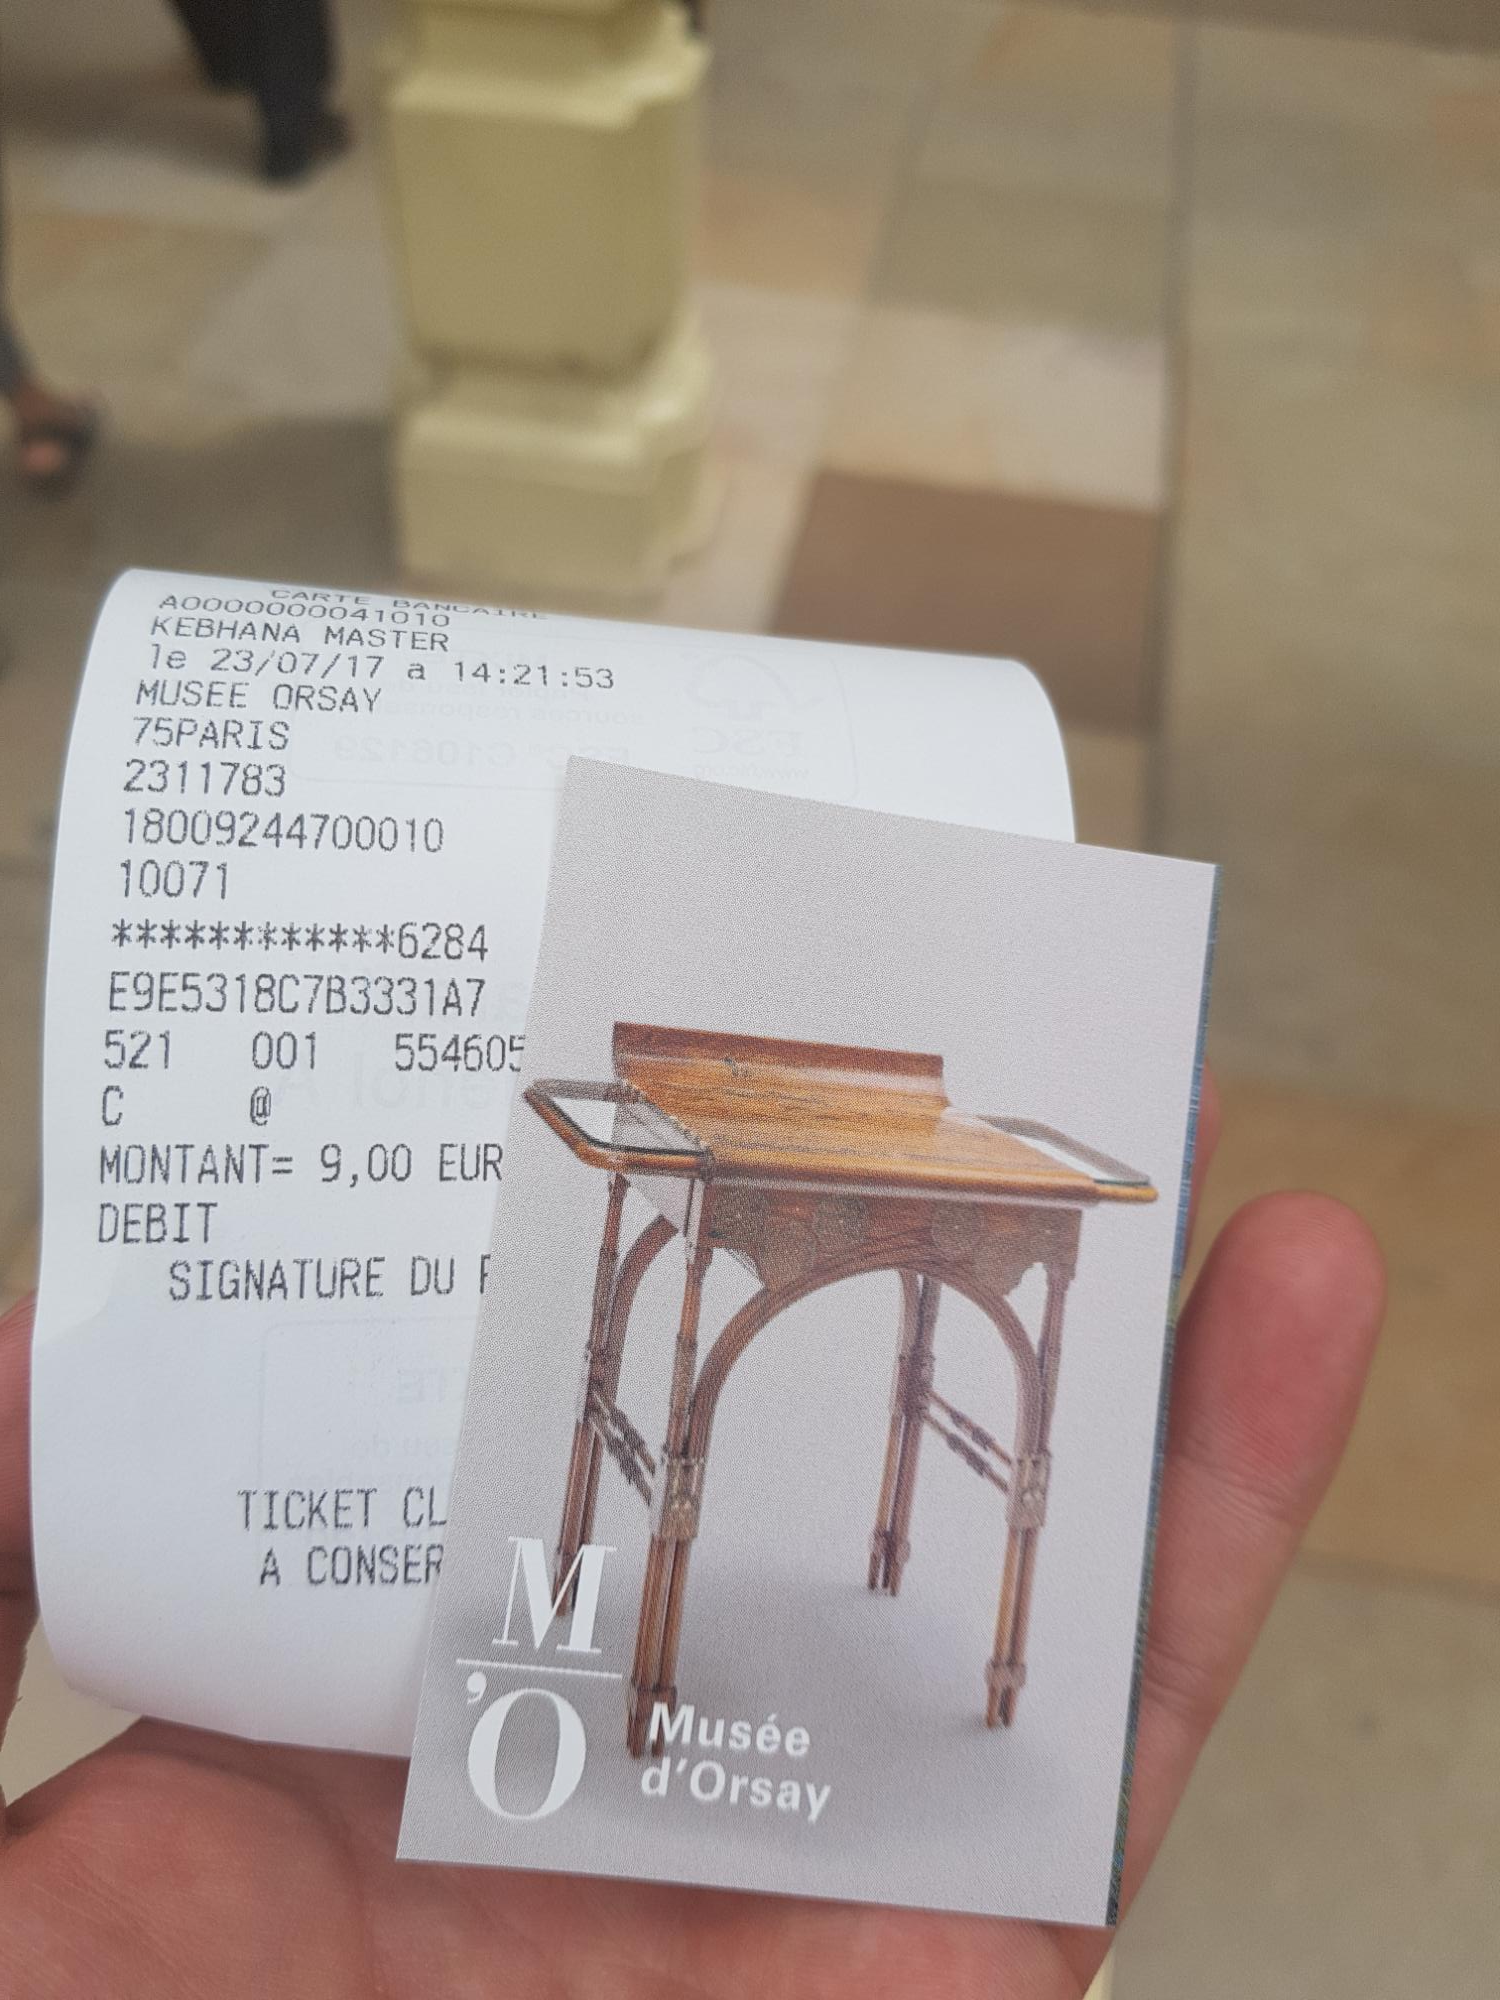 CARTE BANCAIRE
A0000000041010
KEBHANA MASTER
le 23/07/17 a 14:21:53
MUSEE ORSAY
75PARIS
2311783
18009244700010
10071
************6284
E9E5318C7B3331A7
521 001 554605
C @
MONTANT= 9,00 EUR
DEBIT
SIGNATURE DU
TICKET CL
A CONSER
M
'O
Musée
d'Orsay